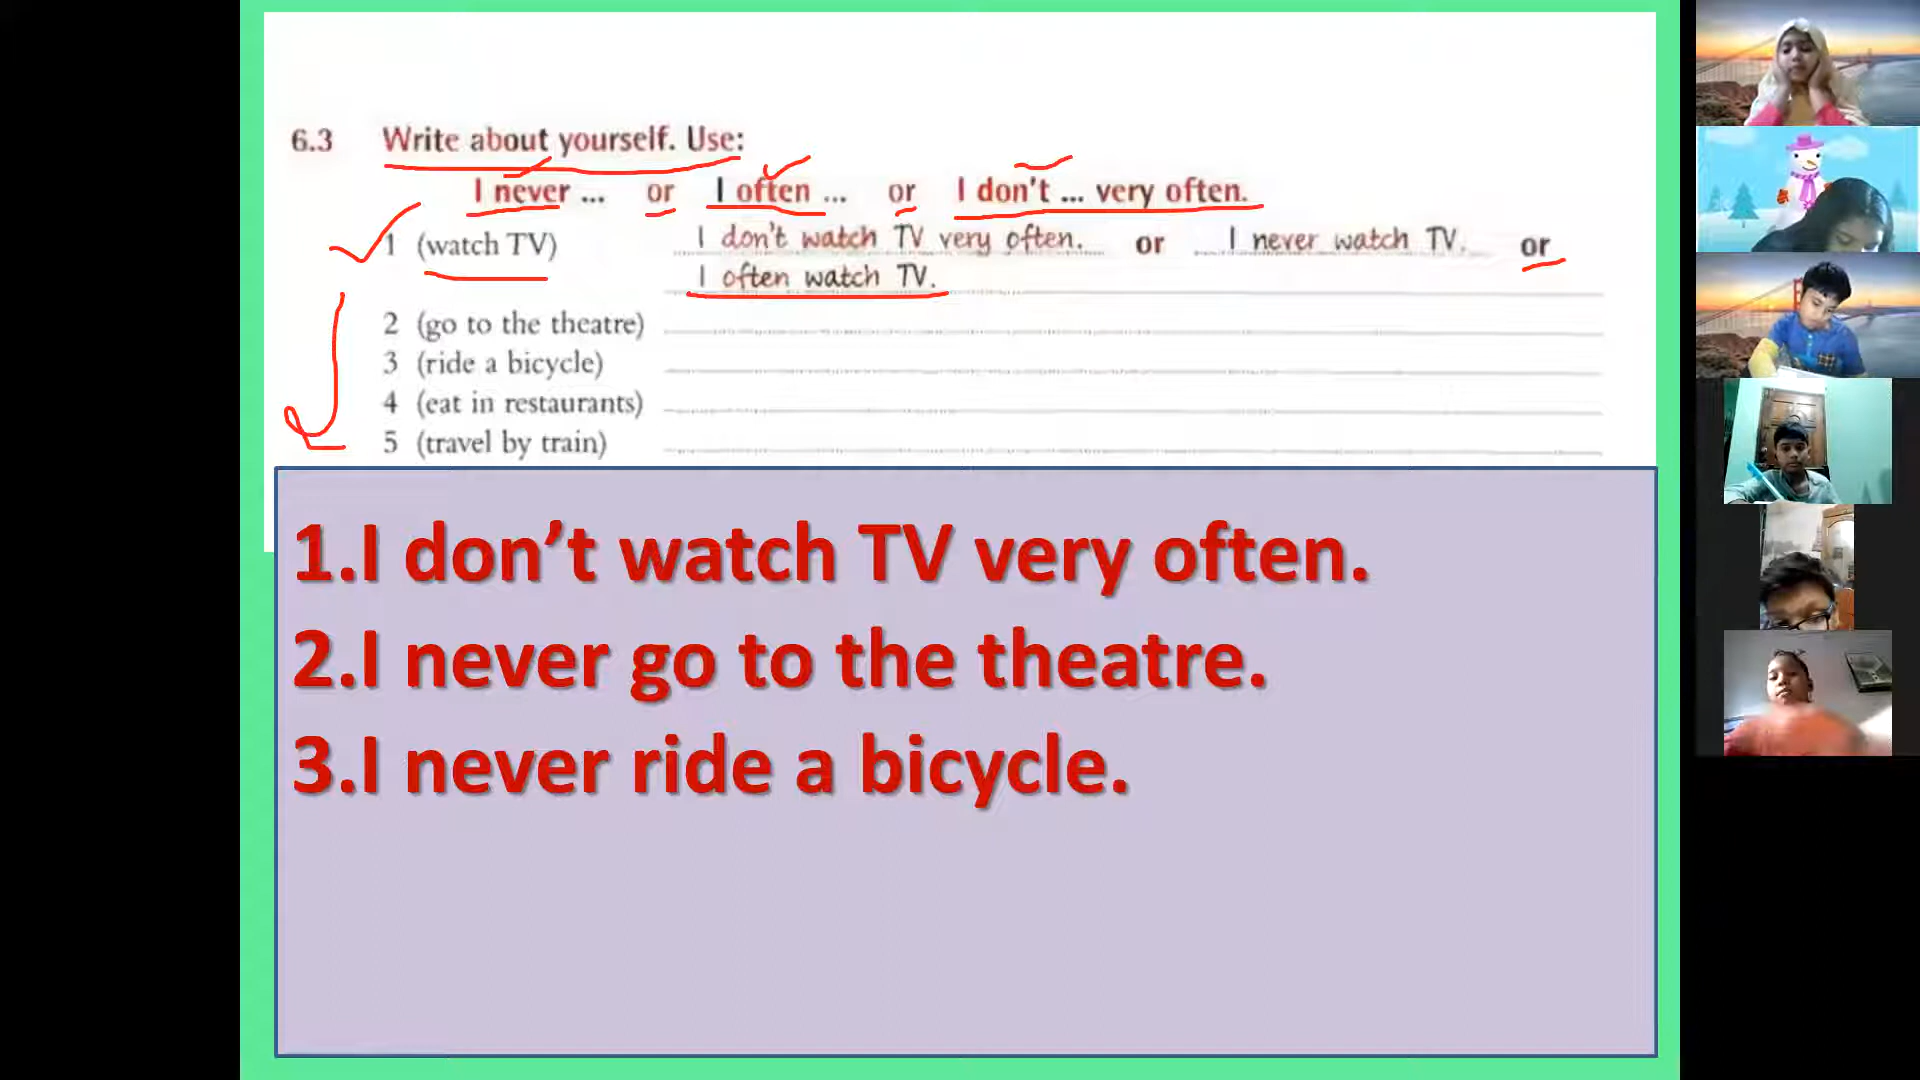 6.3 Write about yourself. Use:
I never ... or I often ... or I don't ... very often.
1 (watch TV) I don't watch TV very often. or I never watch TV. or
I often watch TV.
2 (go to the theatre)
3 (ride a bicycle)
4 (eat in restaurants)
5 (travel by train)
1.I don’t watch TV very often.
2.I never go to the theatre.
3.I never ride a bicycle.